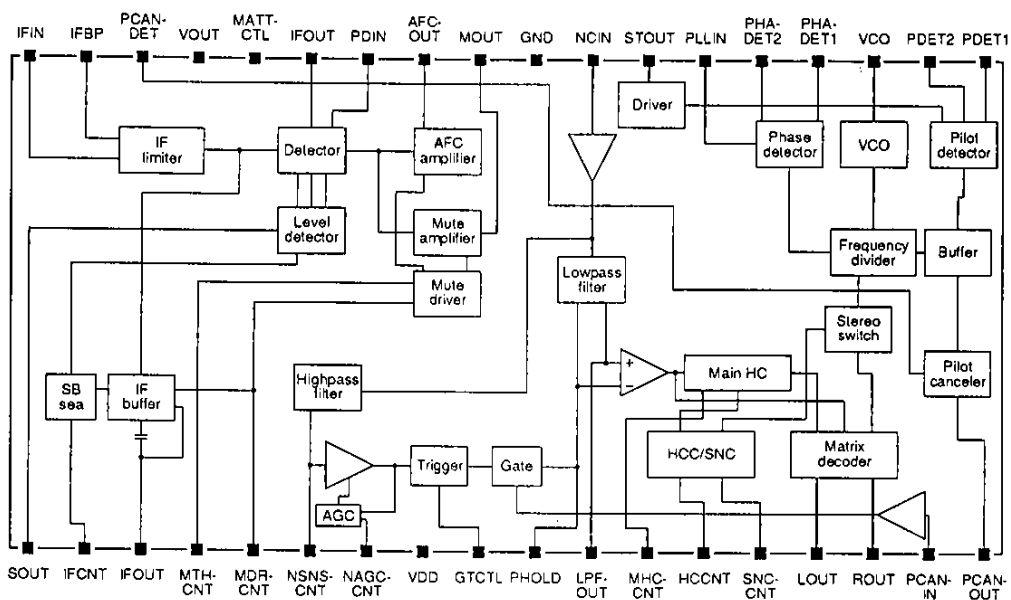 IFIN
IFBP
PCAN-
DET
VOUT
MATT-
CTL
IFOUT
PDIN
AFC-
OUT
MOUT
GND
NCIN
STOUT
PLLIN
PHA-
DET2
PHA-
DET1
VCO
PDET2
PDET1
IF
limiter
Detector
AFC
amplifier
Driver
Phase
detector
VCO
Pilot
detector
Level
detector
Mute
amplifier
Mute
driver
Lowpass
filter
Frequency
divider
Buffer
Stereo
switch
Pilot
canceler
SB
sea
IF
buffer
Highpass
filter
+
−
Main HC
HCC/SNC
Matrix
decoder
Trigger
Gate
AGC
SOUT
IFCNT
IFOUT
MTH-
CNT
MDR-
CNT
NSNS-
CNT
NAGC-
CNT
VDD
GTCTL
PHOLD
LPF-
OUT
MHC-
CNT
HCCNT
SNC-
CNT
LOUT
ROUT
PCAN-
IN
PCAN-
OUT